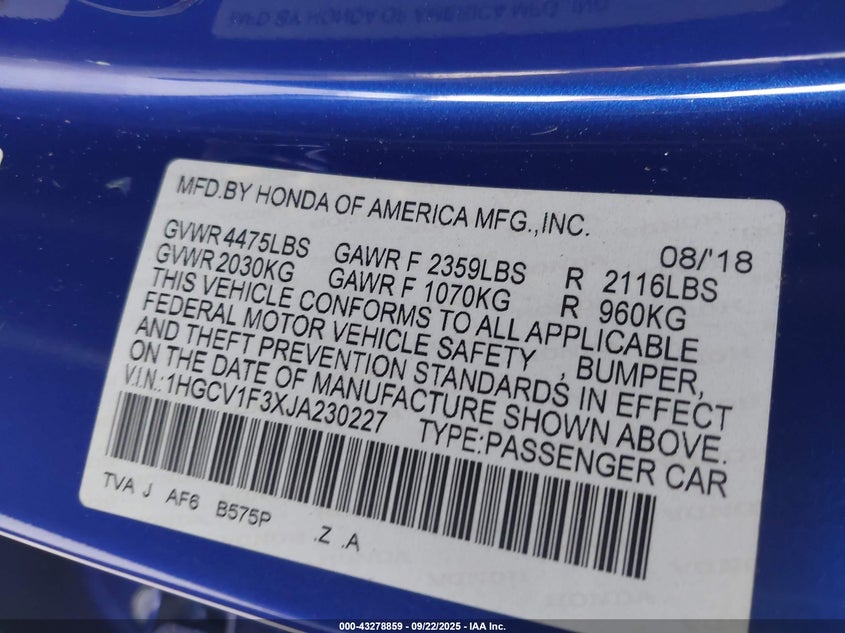 MFD.BY HONDA OF AMERICA MFG.,INC.
08/'18
GVWR 4475LBS GAWR F 2359LBS R 2116LBS
GVWR 2030KG GAWR F 1070KG R 960KG
THIS VEHICLE CONFORMS TO ALL APPLICABLE
FEDERAL MOTOR VEHICLE SAFETY , BUMPER,
AND THEFT PREVENTION STANDARDS IN EFFECT
ON THE DATE OF MANUFACTURE SHOWN ABOVE.
V.I.N.:1HGCV1F3XJA230227 TYPE:PASSENGER CAR
TVA J AF6 B575P .Z .A
000-43278859 - 09/22/2025 - IAA Inc.